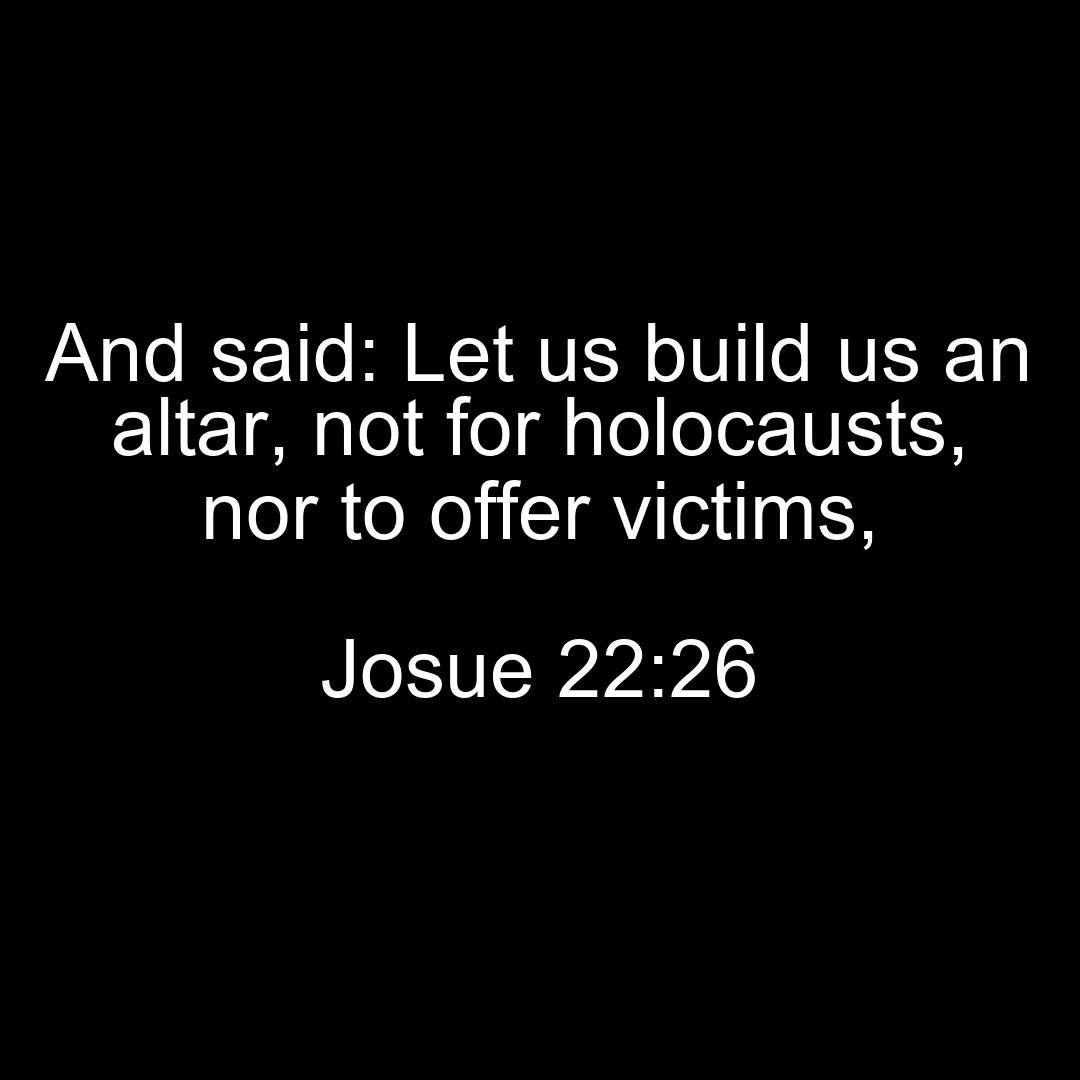 And said: Let us build us an
altar, not for holocausts,
nor to offer victims,
Josue 22:26